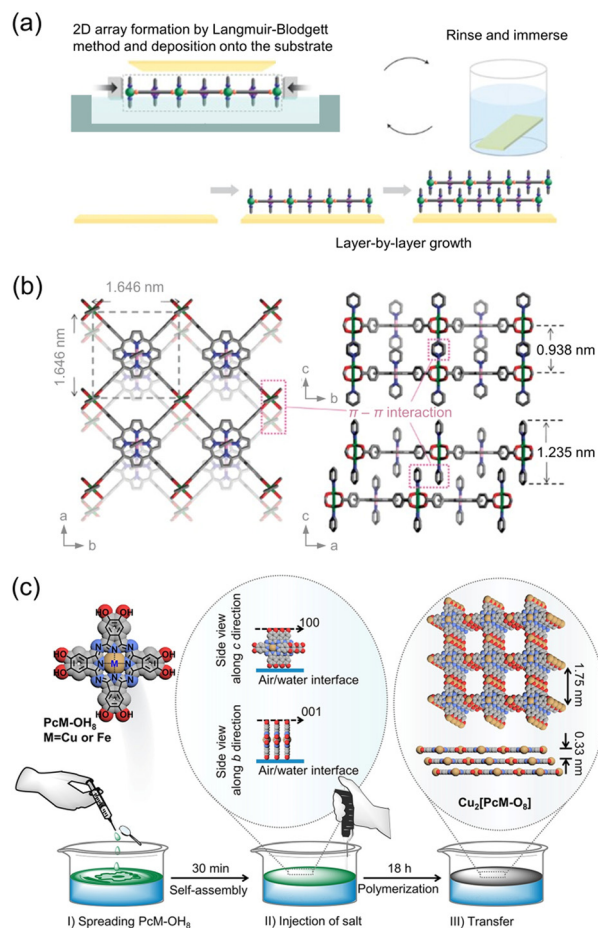 (a)
2D array formation by Langmuir-Blodgett
method and deposition onto the substrate
Rinse and immerse
Layer-by-layer growth
(b)
1.646 nm
1.646 nm
a
b
c
b
0.938 nm
π – π interaction
1.235 nm
c
a
(c)
HO OH
HO OH
HO OH
HO OH
N N N
N M N
N N N
PcM-OH₈
M=Cu or Fe
Side view
along c direction
100
Air/water interface
Side view
along b direction
001
Air/water interface
1.75 nm
0.33 nm
Cu₂[PcM-O₈]
30 min
Self-assembly
18 h
Polymerization
I) Spreading PcM-OH₈
II) Injection of salt
III) Transfer